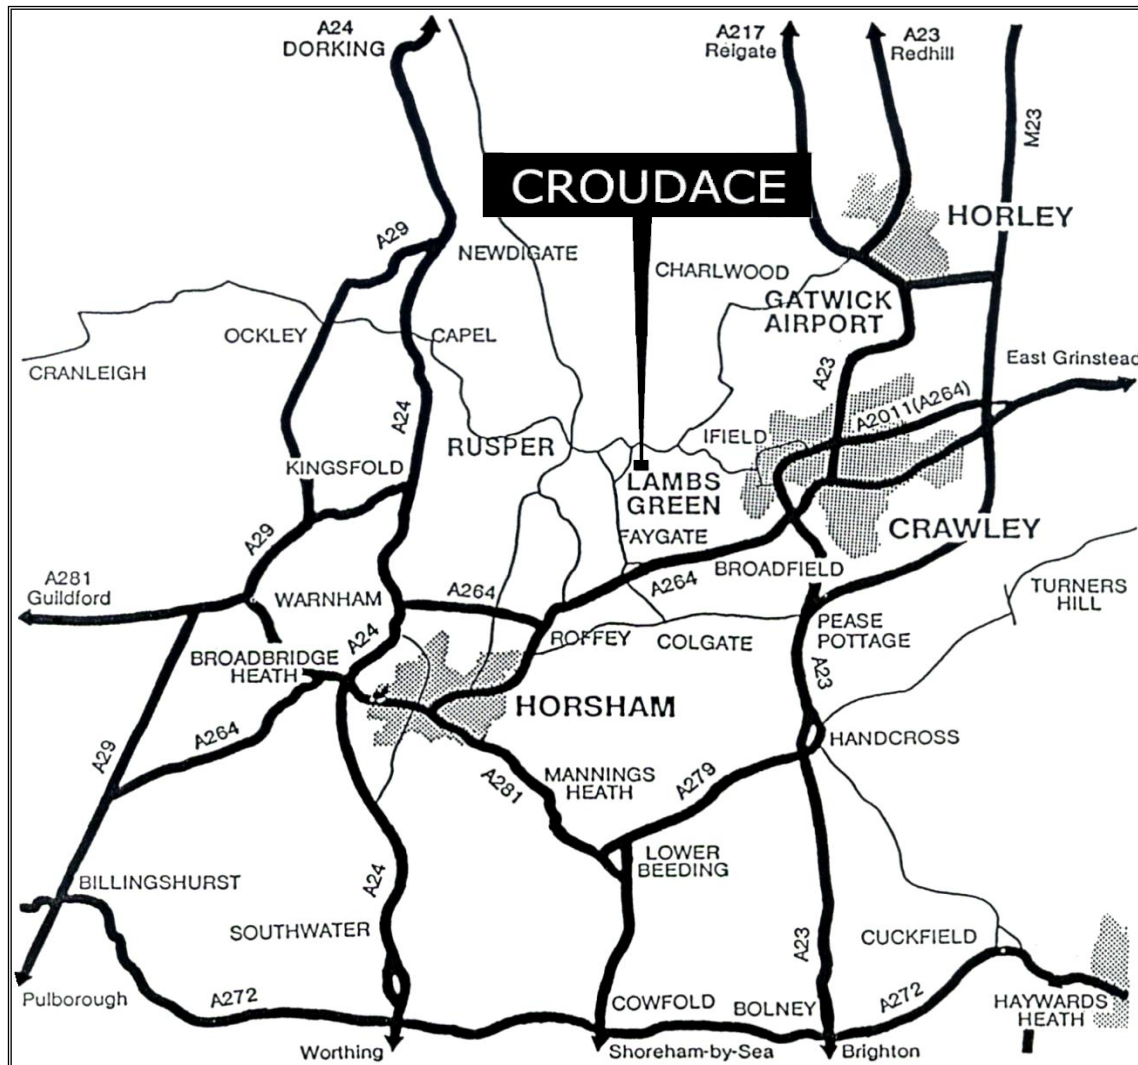 A24
DORKING
A217
Reigate
A23
Redhill
M23
CROUDACE
HORLEY
A29
NEWDIGATE
CHARLWOOD
GATWICK
AIRPORT
OCKLEY
CAPEL
CRANLEIGH
A23
East Grinstead
A24
A2011(A264)
RUSPER
IFIELD
KINGSFOLD
LAMBS
GREEN
CRAWLEY
A29
FAYGATE
A281
Guildford
WARNHAM
A264
A264
BROADFIELD
TURNERS
HILL
ROFFEY
COLGATE
PEASE
POTTAGE
A24
BROADBRIDGE
HEATH
A23
HORSHAM
A264
A29
HANDCROSS
A281
MANNINGS
HEATH
A279
LOWER
BEEDING
BILLINGSHURST
A24
SOUTHWATER
A23
CUCKFIELD
Pulborough
A272
COWFOLD
BOLNEY
A272
HAYWARDS
HEATH
Worthing
Shoreham-by-Sea
Brighton